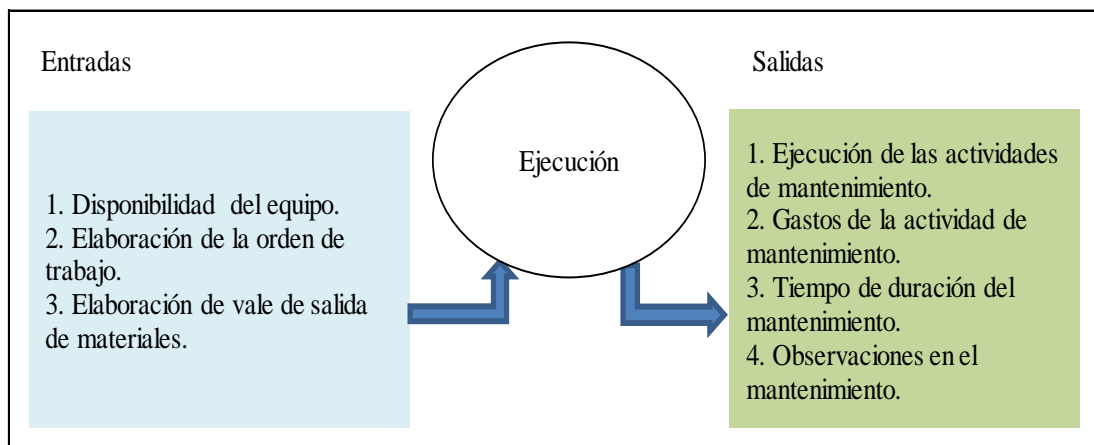 Entradas
1. Disponibilidad del equipo.
2. Elaboración de la orden de
trabajo.
3. Elaboración de vale de salida
de materiales.
Ejecución
Salidas
1. Ejecución de las actividades
de mantenimiento.
2. Gastos de la actividad de
mantenimiento.
3. Tiempo de duración del
mantenimiento.
4. Observaciones en el
mantenimiento.